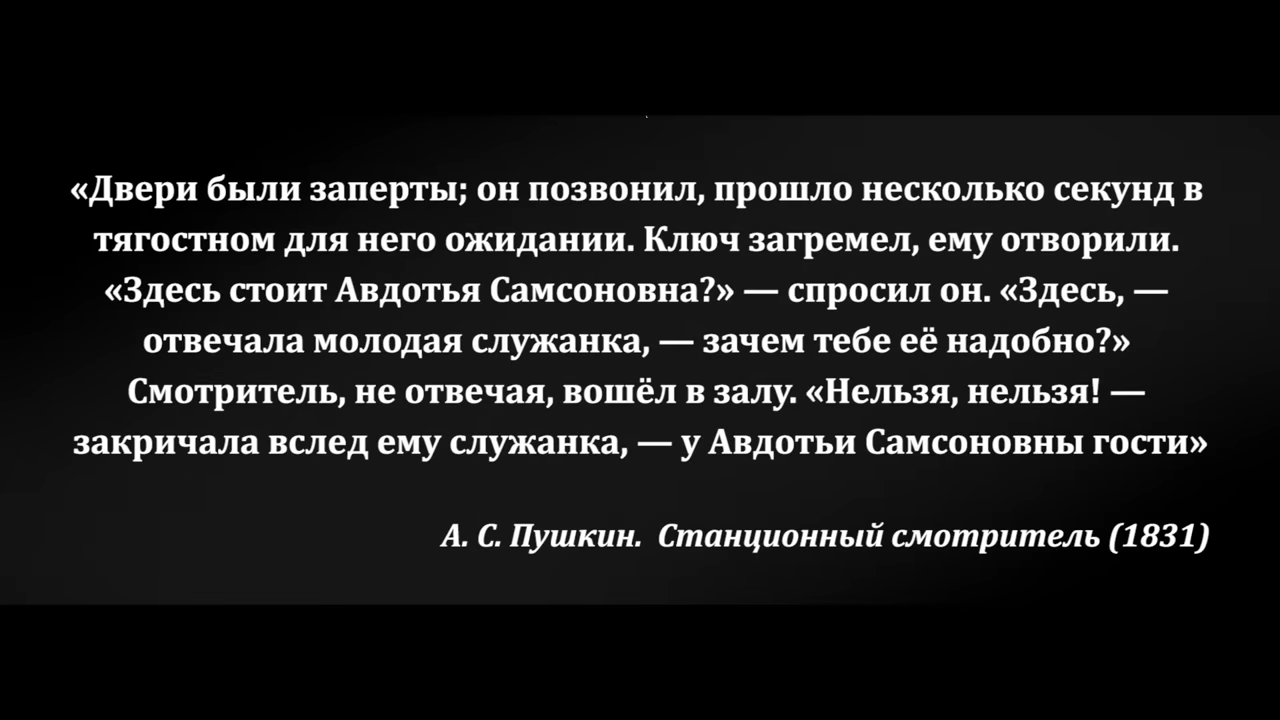 «Двери были заперты; он позвонил, прошло несколько секунд в
тягостном для него ожидании. Ключ загремел, ему отворили.
«Здесь стоит Авдотья Самсоновна?» — спросил он. «Здесь, —
отвечала молодая служанка, — зачем тебе её надобно?»
Смотритель, не отвечая, вошёл в залу. «Нельзя, нельзя! —
закричала вслед ему служанка, — у Авдотьи Самсоновны гости»
А. С. Пушкин. Станционный смотритель (1831)